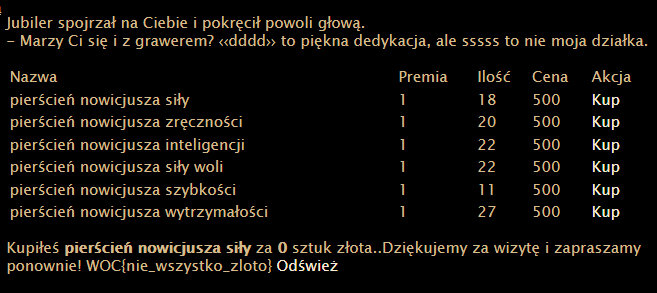 Jubiler spojrzał na Ciebie i pokręcił powoli głową.
- Marzy Ci się i z grawerem? ‹‹dddd›› to piękna dedykacja, ale sssss to nie moja działka.
Nazwa Premia Ilość Cena Akcja
pierścień nowicjusza siły 1 18 500 Kup
pierścień nowicjusza zręczności 1 20 500 Kup
pierścień nowicjusza inteligencji 1 22 500 Kup
pierścień nowicjusza siły woli 1 22 500 Kup
pierścień nowicjusza szybkości 1 11 500 Kup
pierścień nowicjusza wytrzymałości 1 27 500 Kup
Kupiłeś pierścień nowicjusza siły za 0 sztuk złota..Dziękujemy za wizytę i zapraszamy
ponownie! WOC{nie_wszystko_zloto} Odśwież